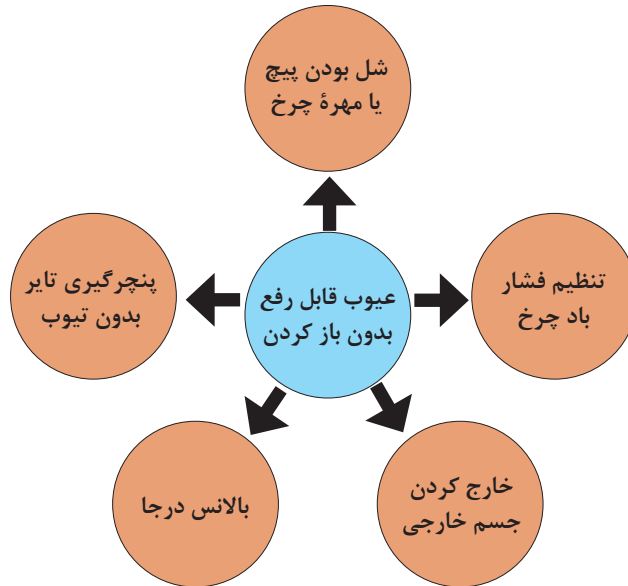 شل بودن پیچ
یا مهرهٔ چرخ
تنظیم فشار
باد چرخ
عیوب قابل رفع
بدون باز کردن
پنچرگیری تایر
بدون تیوب
خارج کردن
جسم خارجی
بالانس درجا